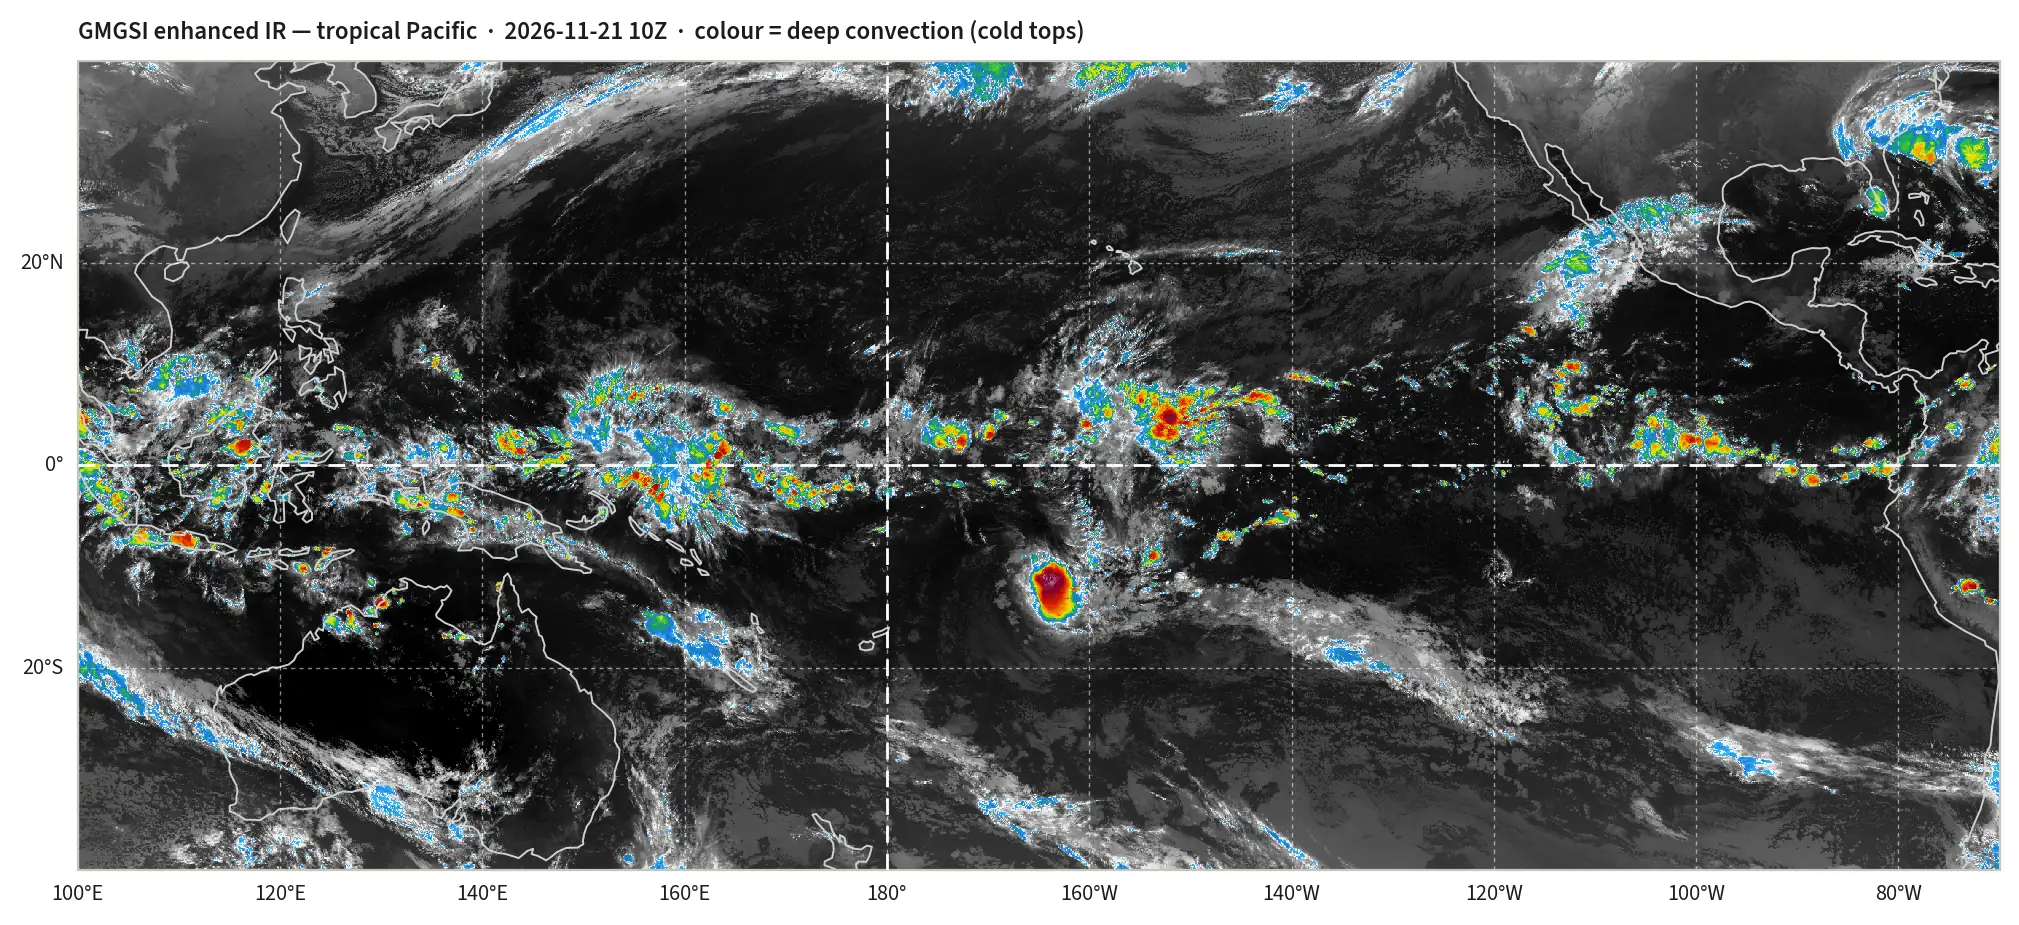 GMGSI enhanced IR — tropical Pacific · 2026-11-21 10Z · colour = deep convection (cold tops)
20°N
0°
20°S
100°E 120°E 140°E 160°E 180° 160°W 140°W 120°W 100°W 80°W